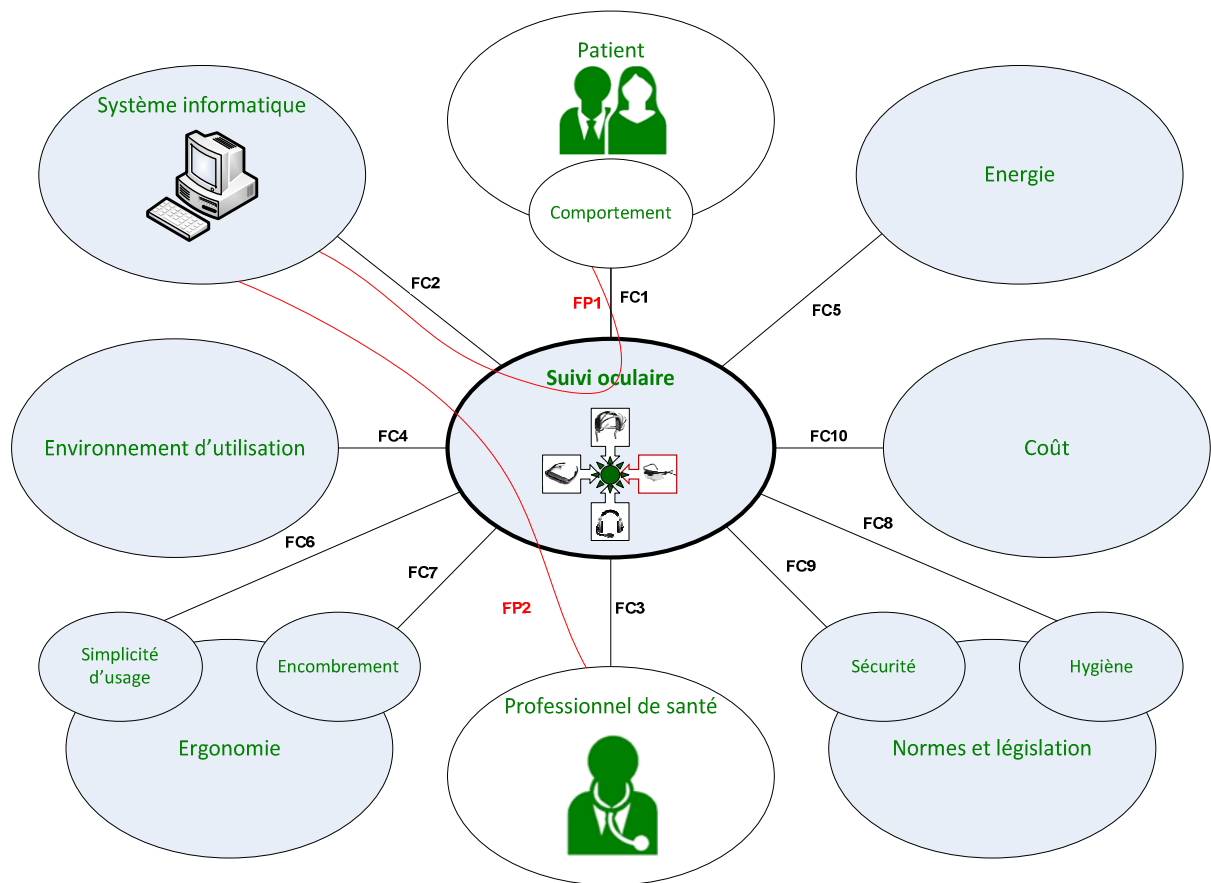 Patient
Système informatique
Energie
Comportement
FC2
FP1
FC1
FC5
Suivi oculaire
Environnement d’utilisation
FC4
FC10
Coût
FC6
FC7
FC8
FC9
FP2
FC3
Simplicité
d’usage
Encombrement
Sécurité
Hygiène
Professionnel de santé
Ergonomie
Normes et législation